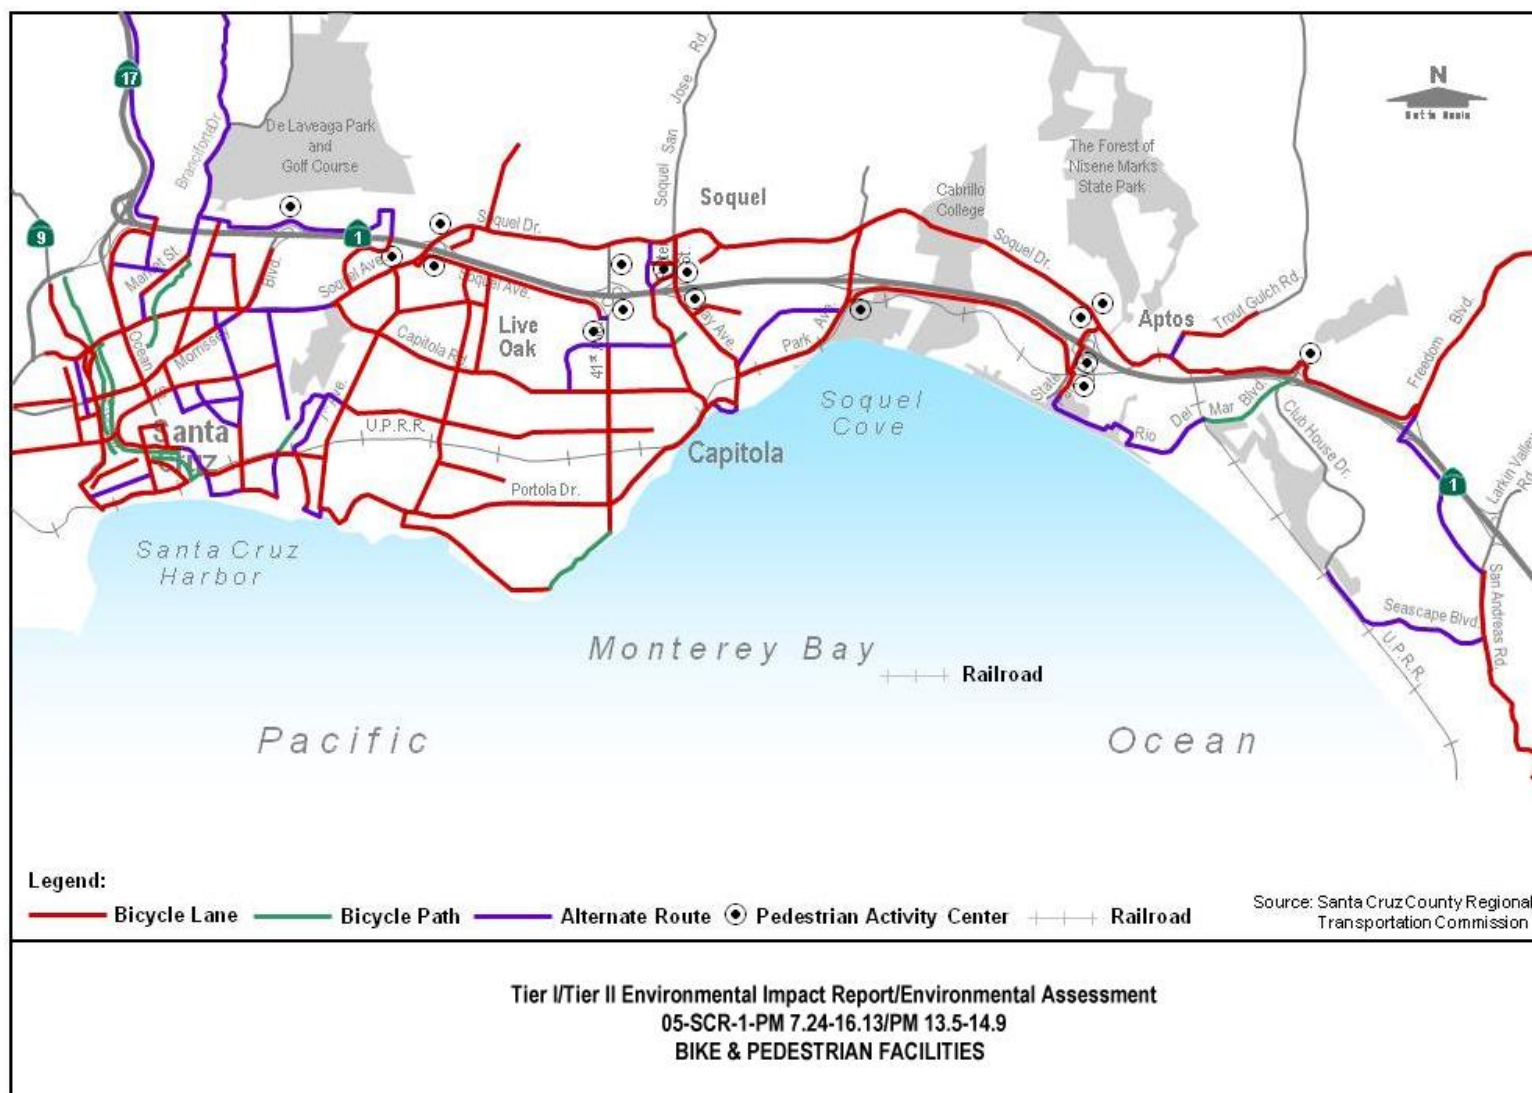 17
N
De Laveaga Park
and
Golf Course
Branciforte Dr.
Soquel San Jose Rd.
The Forest of
Nisene Marks
State Park
Soquel
Cabrillo
College
9
1
Soquel Dr.
Soquel Dr.
Market St.
Blvd.
Soquel Ave.
Soquel Ave.
Trout Gulch Rd.
Aptos
Live
Oak
Ocean
Morrissey
Capitola Rd.
41st
Park Ave.
State
Freedom Blvd.
Soquel
Cove
Rio
Del
Mar Blvd.
Club House Dr.
U.P.R.R.
Santa
Cruz
Capitola
Larkin Valley
Rd.
1
Portola Dr.
Santa Cruz
Harbor
San Andreas Rd.
Seascape Blvd.
U.P.R.R.
Monterey Bay
Railroad
Pacific
Ocean
Legend:
Bicycle Lane
Bicycle Path
Alternate Route
Pedestrian Activity Center
Railroad
Source: Santa Cruz County Regional
Transportation Commission
Tier I/Tier II Environmental Impact Report/Environmental Assessment
05-SCR-1-PM 7.24-16.13/PM 13.5-14.9
BIKE & PEDESTRIAN FACILITIES